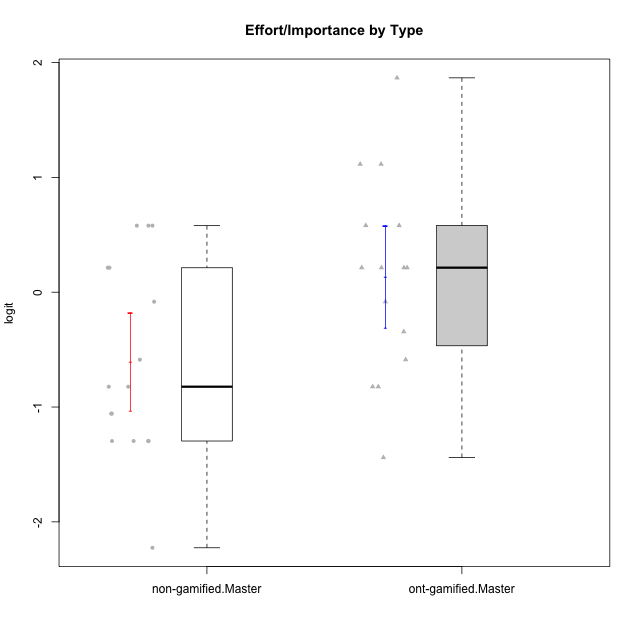 Effort/Importance by Type
2
1
0
-1
-2
logit
non-gamified.Master
ont-gamified.Master